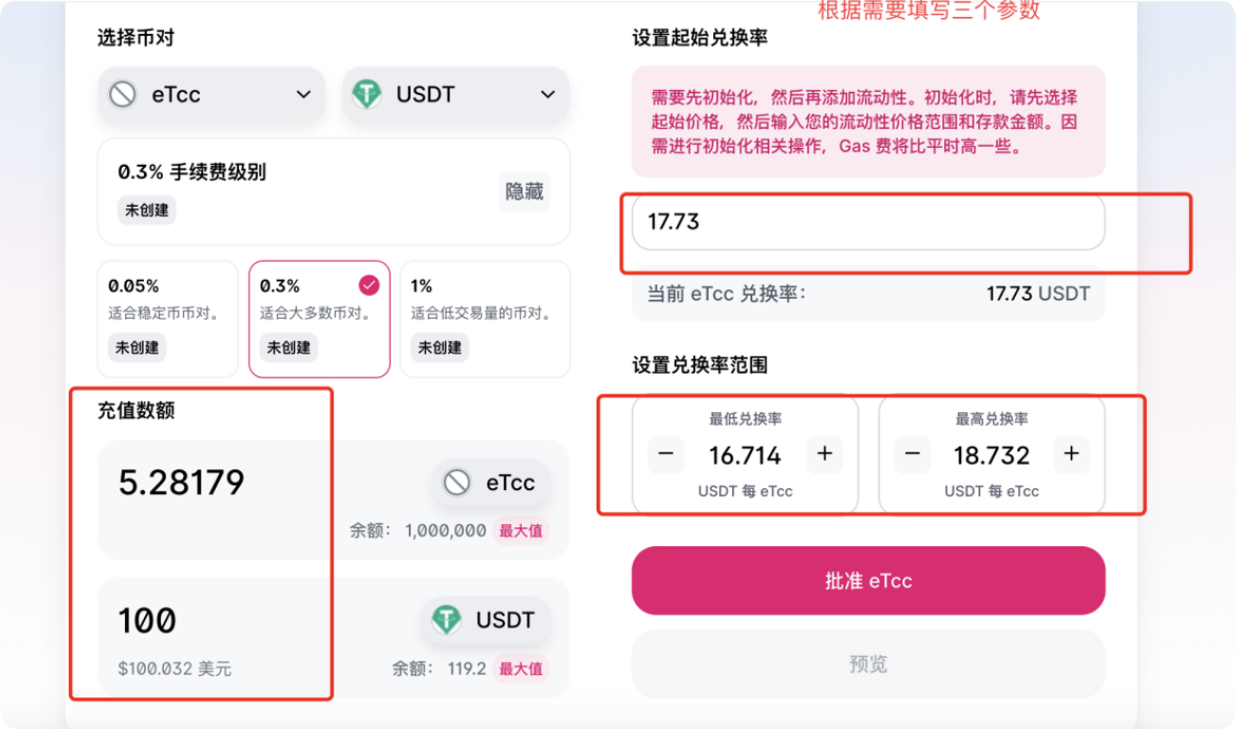 根据需要填写三个参数
选择币对
eTcc
USDT
0.3% 手续费级别
未创建
隐藏
0.05%
适合稳定币币对。
未创建
0.3%
适合大多数币对。
未创建
1%
适合低交易量的币对。
未创建
充值数额
5.28179
eTcc
余额： 1,000,000 最大值
100
USDT
$100.032 美元
余额： 119.2 最大值
设置起始兑换率
需要先初始化，然后再添加流动性。初始化时，请先选择
起始价格，然后输入您的流动性价格范围和存款金额。因
需进行初始化相关操作，Gas 费将比平时高一些。
17.73
当前 eTcc 兑换率： 17.73 USDT
设置兑换率范围
最低兑换率
− 16.714 +
USDT 每 eTcc
最高兑换率
− 18.732 +
USDT 每 eTcc
批准 eTcc
预览